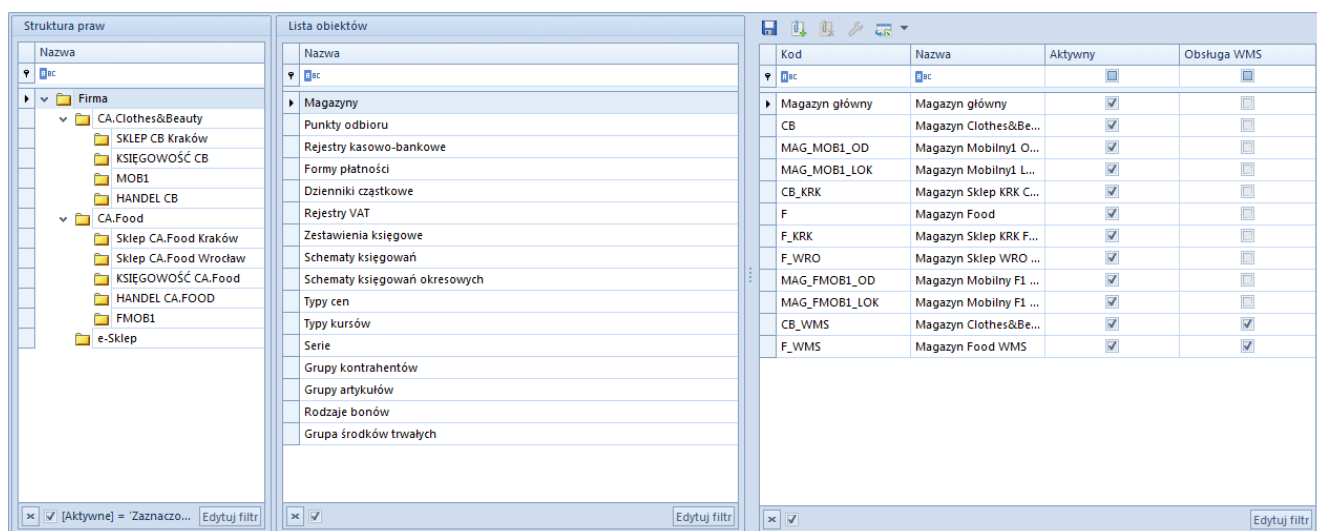 Struktura praw
Nazwa
Firma
CA.Clothes&Beauty
SKLEP CB Kraków
KSIĘGOWOŚĆ CB
MOB1
HANDEL CB
CA.Food
Sklep CA.Food Kraków
Sklep CA.Food Wrocław
KSIĘGOWOŚĆ CA.Food
HANDEL CA.FOOD
FMOB1
e-Sklep
[Aktywne] = 'Zaznaczo... Edytuj filtr
Lista obiektów
Nazwa
Magazyny
Punkty odbioru
Rejestry kasowo-bankowe
Formy płatności
Dzienniki cząstkowe
Rejestry VAT
Zestawienia księgowe
Schematy księgowań
Schematy księgowań okresowych
Typy cen
Typy kursów
Serie
Grupy kontrahentów
Grupy artykułów
Rodzaje bonów
Grupa środków trwałych
Edytuj filtr
Kod Nazwa Aktywny Obsługa WMS
Magazyn główny Magazyn główny
CB Magazyn Clothes&Be...
MAG_MOB1_OD Magazyn Mobilny1 O...
MAG_MOB1_LOK Magazyn Mobilny1 L...
CB_KRK Magazyn Sklep KRK C...
F Magazyn Food
F_KRK Magazyn Sklep KRK F...
F_WRO Magazyn Sklep WRO ...
MAG_FMOB1_OD Magazyn Mobilny F1 ...
MAG_FMOB1_LOK Magazyn Mobilny F1 ...
CB_WMS Magazyn Clothes&Be...
F_WMS Magazyn Food WMS
Edytuj filtr